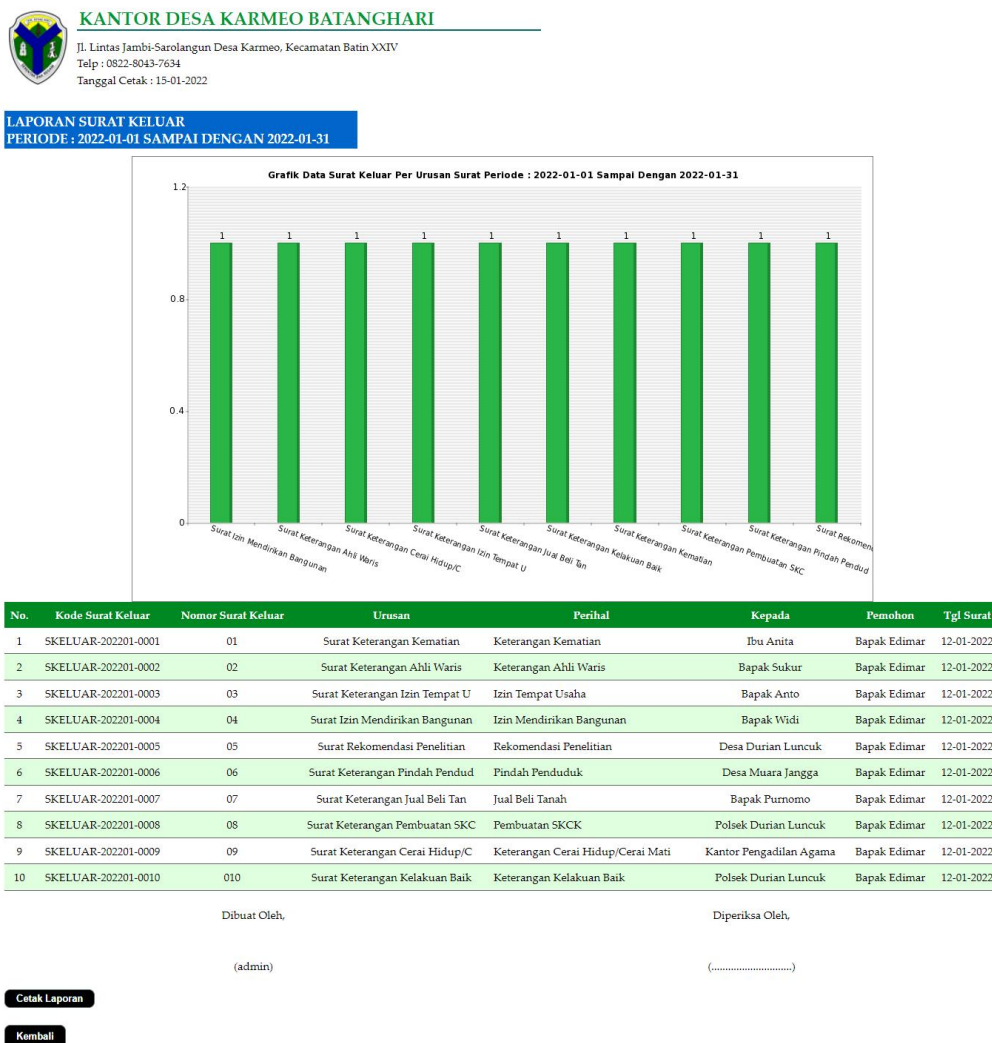 KANTOR DESA KARMEO BATANGHARI
Jl. Lintas Jambi-Sarolangun Desa Karmeo, Kecamatan Batin XXIV
Telp : 0822-8043-7634
Tanggal Cetak : 15-01-2022
LAPORAN SURAT KELUAR
PERIODE : 2022-01-01 SAMPAI DENGAN 2022-01-31
Grafik Data Surat Keluar Per Urusan Surat Periode : 2022-01-01 Sampai Dengan 2022-01-31
1.2
1 1 1 1 1 1 1 1 1 1
0.8
0.4
0
Surat Izin Mendirikan Bangunan
Surat Keterangan Ahli Waris
Surat Keterangan Cerai Hidup/C
Surat Keterangan Izin Tempat U
Surat Keterangan Jual Beli Tan
Surat Keterangan Kelakuan Baik
Surat Keterangan Kematian
Surat Keterangan Pembuatan SKC
Surat Keterangan Pindah Pendud
Surat Rekomen
No. Kode Surat Keluar Nomor Surat Keluar Urusan Perihal Kepada Pemohon Tgl Surat
1 SKELUAR-202201-0001 01 Surat Keterangan Kematian Keterangan Kematian Ibu Anita Bapak Edimar 12-01-2022
2 SKELUAR-202201-0002 02 Surat Keterangan Ahli Waris Keterangan Ahli Waris Bapak Sukur Bapak Edimar 12-01-2022
3 SKELUAR-202201-0003 03 Surat Keterangan Izin Tempat U Izin Tempat Usaha Bapak Anto Bapak Edimar 12-01-2022
4 SKELUAR-202201-0004 04 Surat Izin Mendirikan Bangunan Izin Mendirikan Bangunan Bapak Widi Bapak Edimar 12-01-2022
5 SKELUAR-202201-0005 05 Surat Rekomendasi Penelitian Rekomendasi Penelitian Desa Durian Luncuk Bapak Edimar 12-01-2022
6 SKELUAR-202201-0006 06 Surat Keterangan Pindah Pendud Pindah Penduduk Desa Muara Jangga Bapak Edimar 12-01-2022
7 SKELUAR-202201-0007 07 Surat Keterangan Jual Beli Tan Jual Beli Tanah Bapak Purnomo Bapak Edimar 12-01-2022
8 SKELUAR-202201-0008 08 Surat Keterangan Pembuatan SKC Pembuatan SKCK Polsek Durian Luncuk Bapak Edimar 12-01-2022
9 SKELUAR-202201-0009 09 Surat Keterangan Cerai Hidup/C Keterangan Cerai Hidup/Cerai Mati Kantor Pengadilan Agama Bapak Edimar 12-01-2022
10 SKELUAR-202201-0010 010 Surat Keterangan Kelakuan Baik Keterangan Kelakuan Baik Polsek Durian Luncuk Bapak Edimar 12-01-2022
Dibuat Oleh, Diperiksa Oleh,
(admin) (.............................)
Cetak Laporan
Kembali